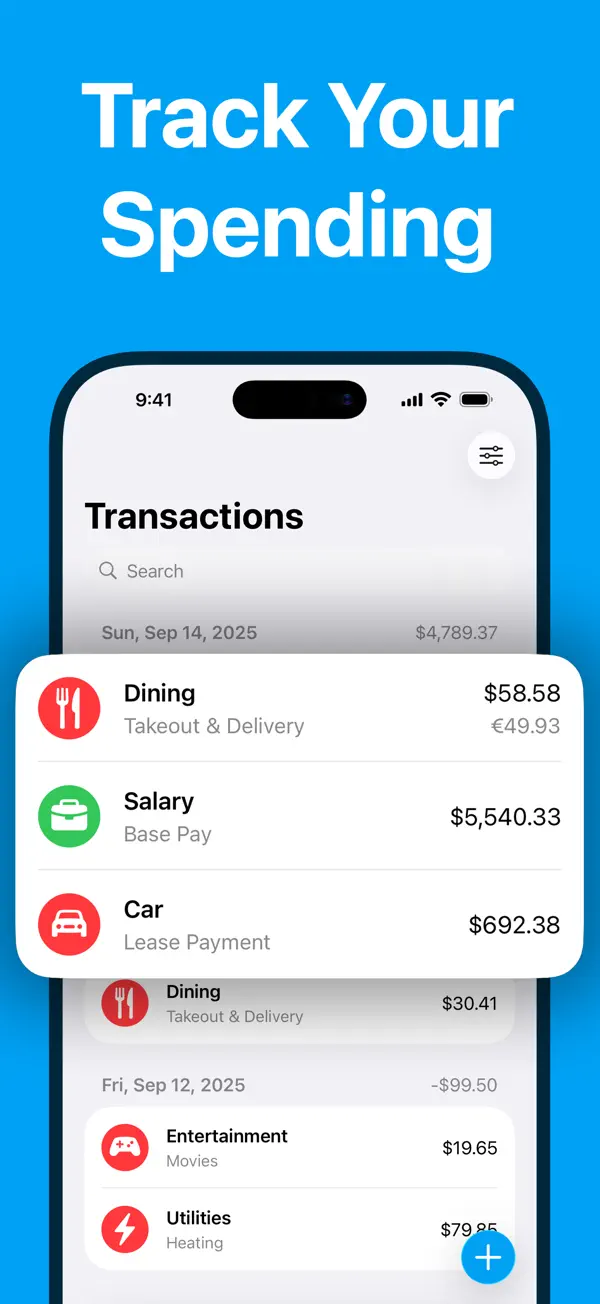 Track Your
Spending
9:41
Transactions
Search
Sun, Sep 14, 2025 $4,789.37
Dining $58.58
Takeout & Delivery €49.93
Salary
Base Pay $5,540.33
Car
Lease Payment $692.38
Dining
Takeout & Delivery $30.41
Fri, Sep 12, 2025 -$99.50
Entertainment
Movies $19.65
Utilities
Heating $79.85